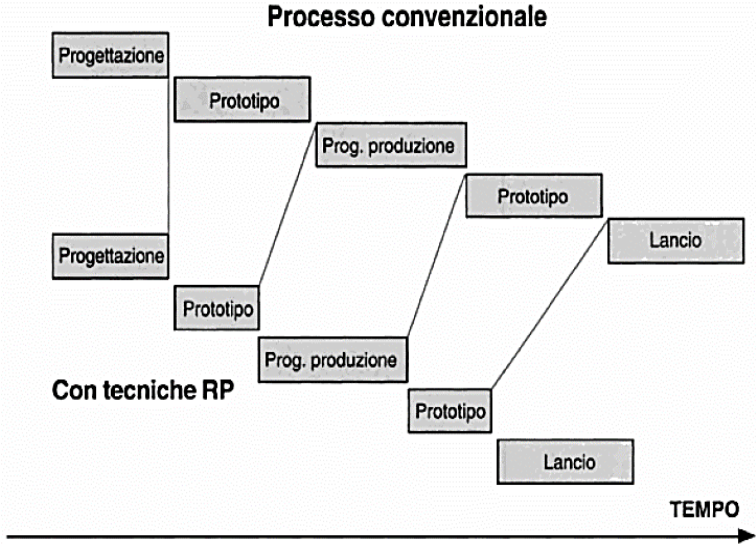 Processo convenzionale
Progettazione
Prototipo
Prog. produzione
Prototipo
Lancio
Progettazione
Prototipo
Prog. produzione
Con tecniche RP
Prototipo
Lancio
TEMPO